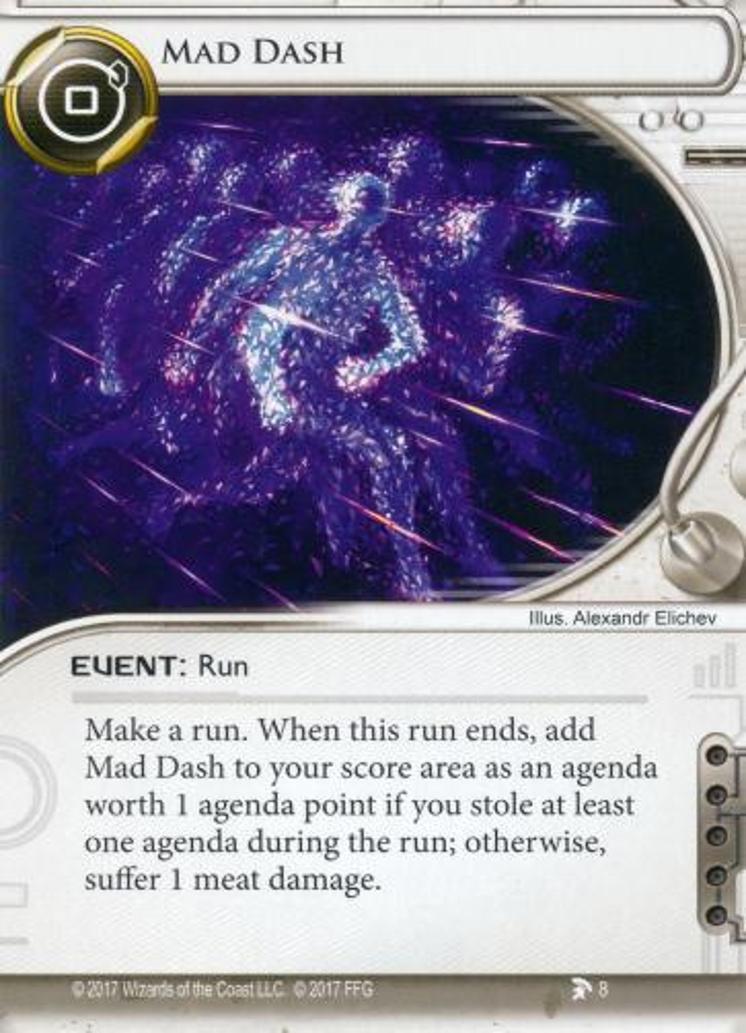 MAD DASH
Illus. Alexandr Elichev
EVENT: Run
Make a run. When this run ends, add
Mad Dash to your score area as an agenda
worth 1 agenda point if you stole at least
one agenda during the run; otherwise,
suffer 1 meat damage.
© 2017 Wizards of the Coast LLC. © 2017 FFG 8